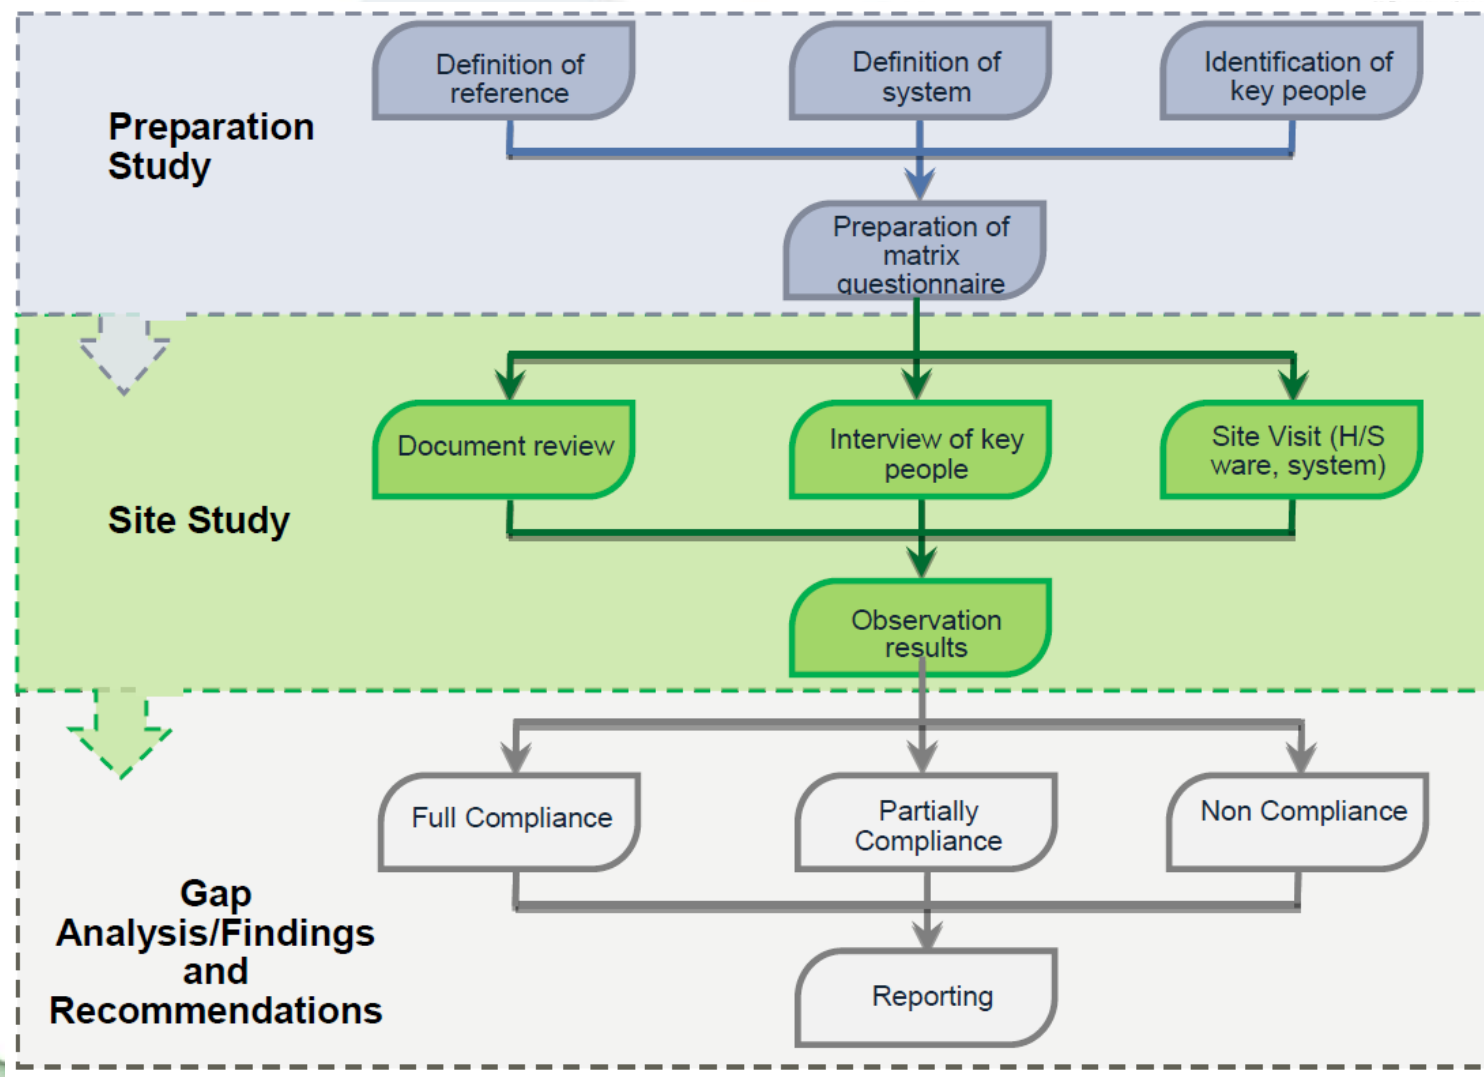 Definition of
reference
Definition of
system
Identification of
key people
Preparation
Study
Preparation of
matrix
questionnaire
Document review
Interview of key
people
Site Visit (H/S
ware, system)
Site Study
Observation
results
Full Compliance
Partially
Compliance
Non Compliance
Gap
Analysis/Findings
and
Recommendations
Reporting